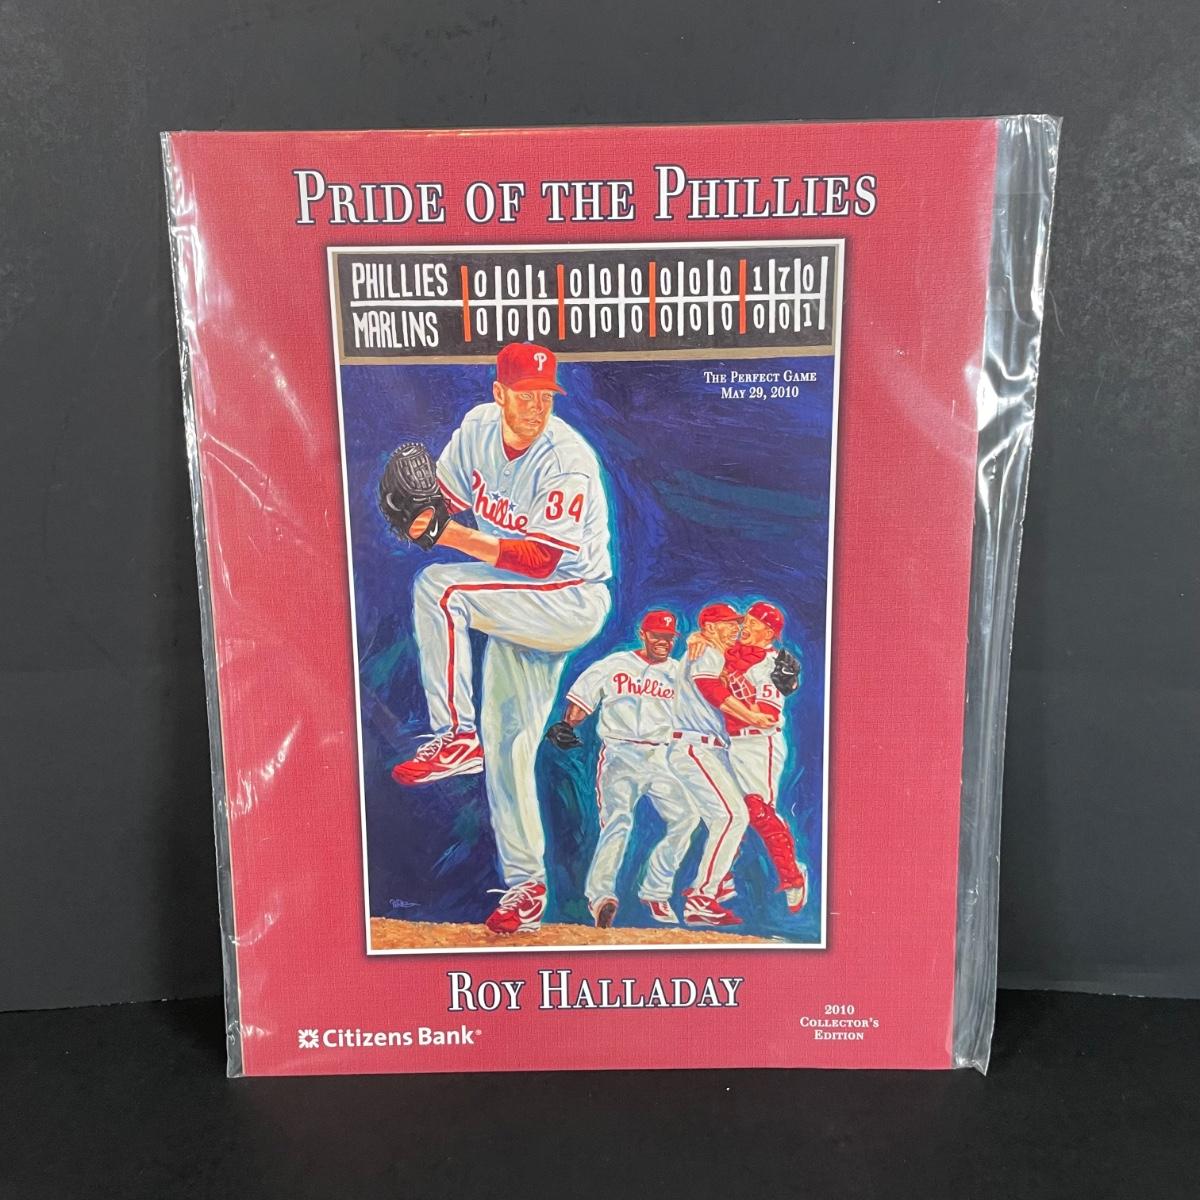 PRIDE OF THE PHILLIES
PHILLIES 0 0 1 0 0 0 0 0 0 1 7 0
MARLINS 0 0 0 0 0 0 0 0 0 0 0 1
THE PERFECT GAME
MAY 29, 2010
P
Phillie
34
P
Phillies
51
ROY HALLADAY
Citizens Bank®
2010
COLLECTOR'S
EDITION